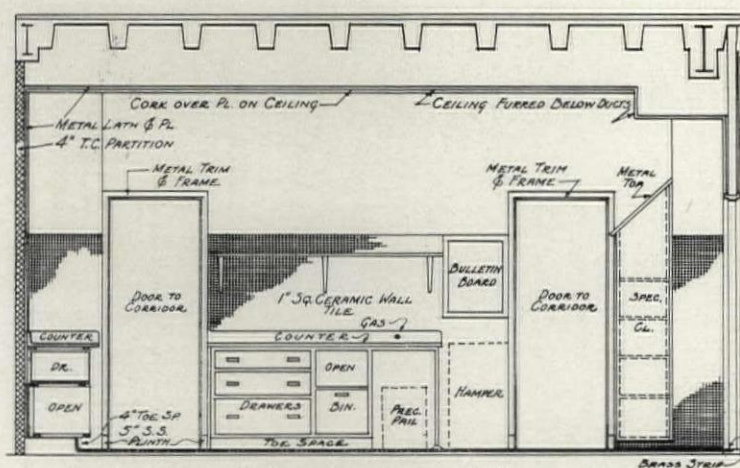 CORK OVER PL. ON CEILING
CEILING FURRED BELOW DUCTS
METAL LATH & PL
4" T.C. PARTITION
METAL TRIM
& FRAME
METAL TRIM
& FRAME
METAL
TOP
DOOR TO
CORRIDOR
BULLETIN
BOARD
DOOR TO
CORRIDOR
1" SQ. CERAMIC WALL
TILE
SPEC.
CL.
GAS
COUNTER
COUNTER
DR.
OPEN
OPEN
DRAWERS
BIN.
HAMPER
PREC.
PAIL
4" TOE SP
5" S.S.
PLINTH
TOE SPACE
BRASS STRIP